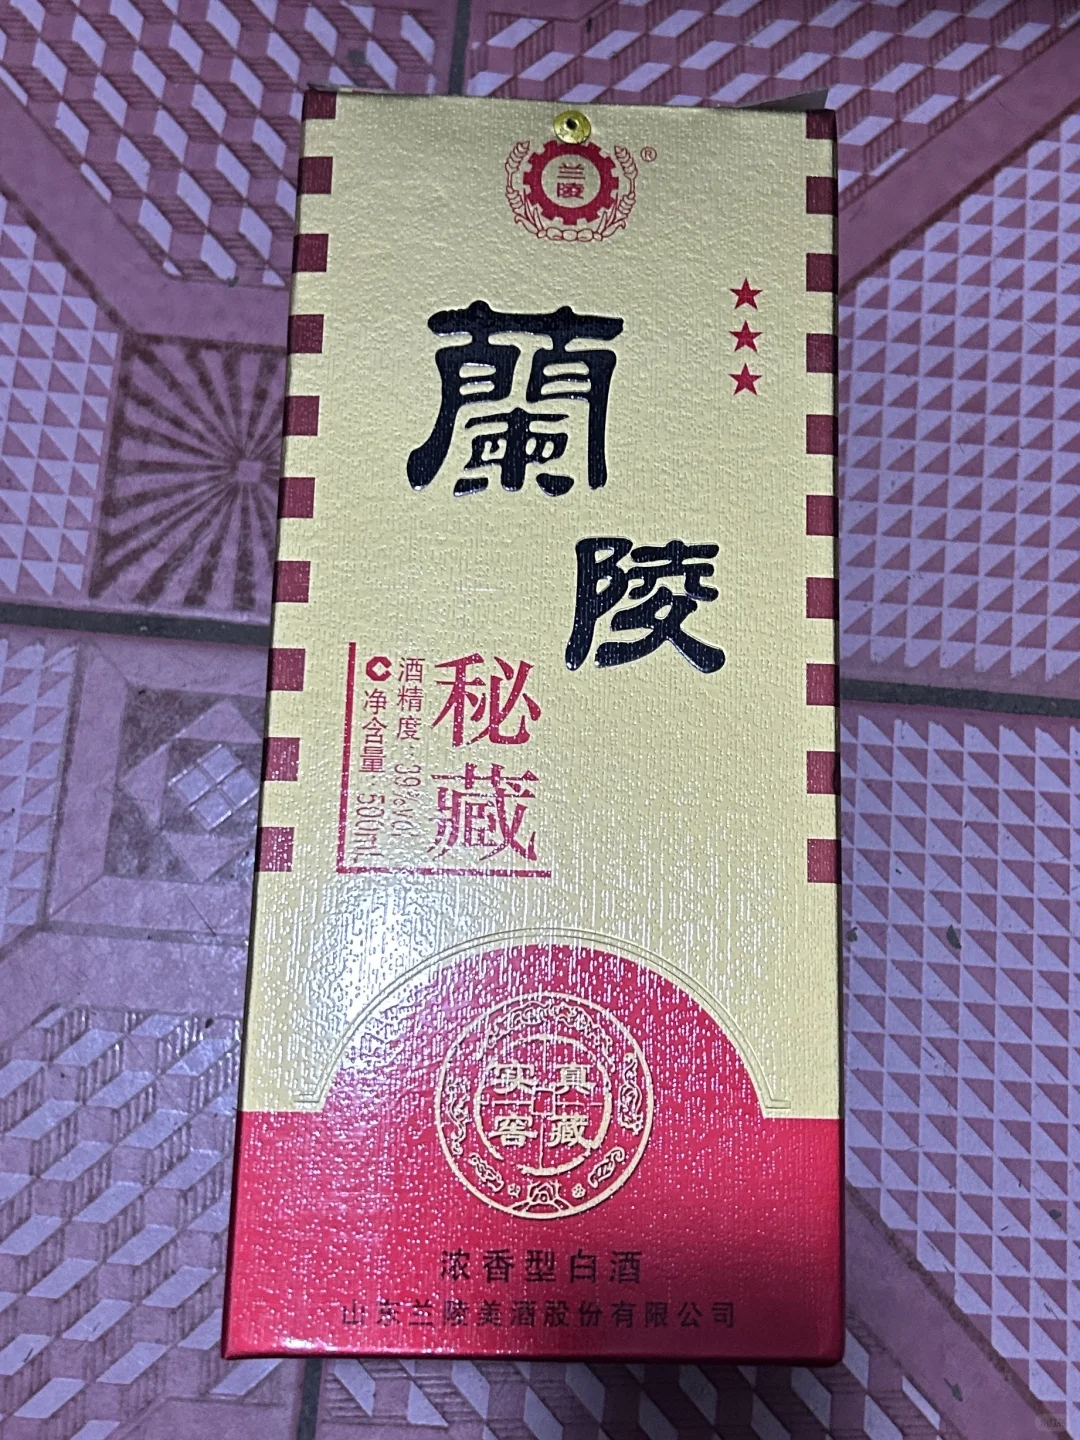 兰陵
®
蘭陵
秘藏
酒精度:39%vol
净含量:500mL
真藏
实窖
浓香型白酒
山东兰陵美酒股份有限公司